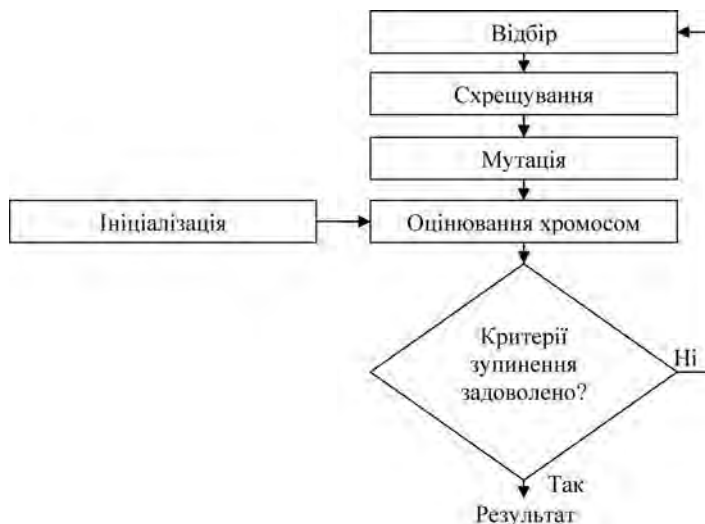 Відбір
Схрещування
Мутація
Ініціалізація
Оцінювання хромосом
Критерії
зупинення
задоволено?
Ні
Так
Результат